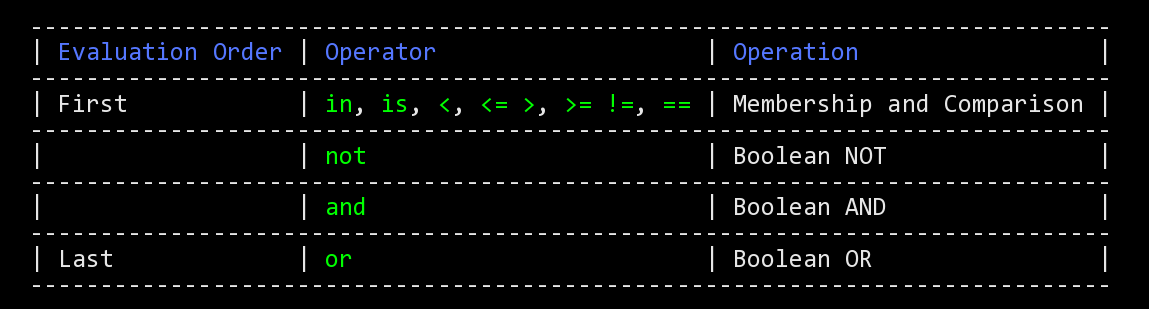 | Evaluation Order | Operator | Operation |
| First | in, is, <, <= >, >= !=, == | Membership and Comparison |
| | not | Boolean NOT |
| | and | Boolean AND |
| Last | or | Boolean OR |